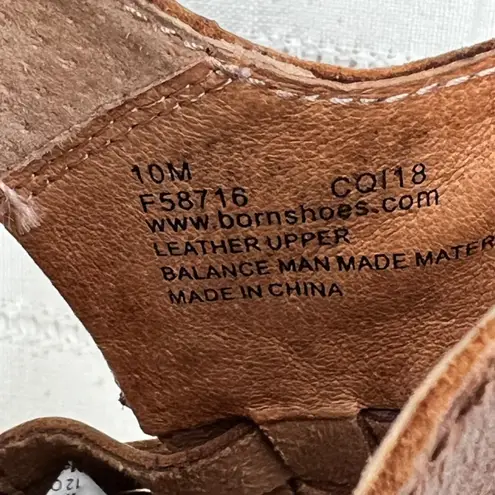 10M
F58716 CQI18
www.bornshoes.com
LEATHER UPPER
BALANCE MAN MADE MATER
MADE IN CHINA